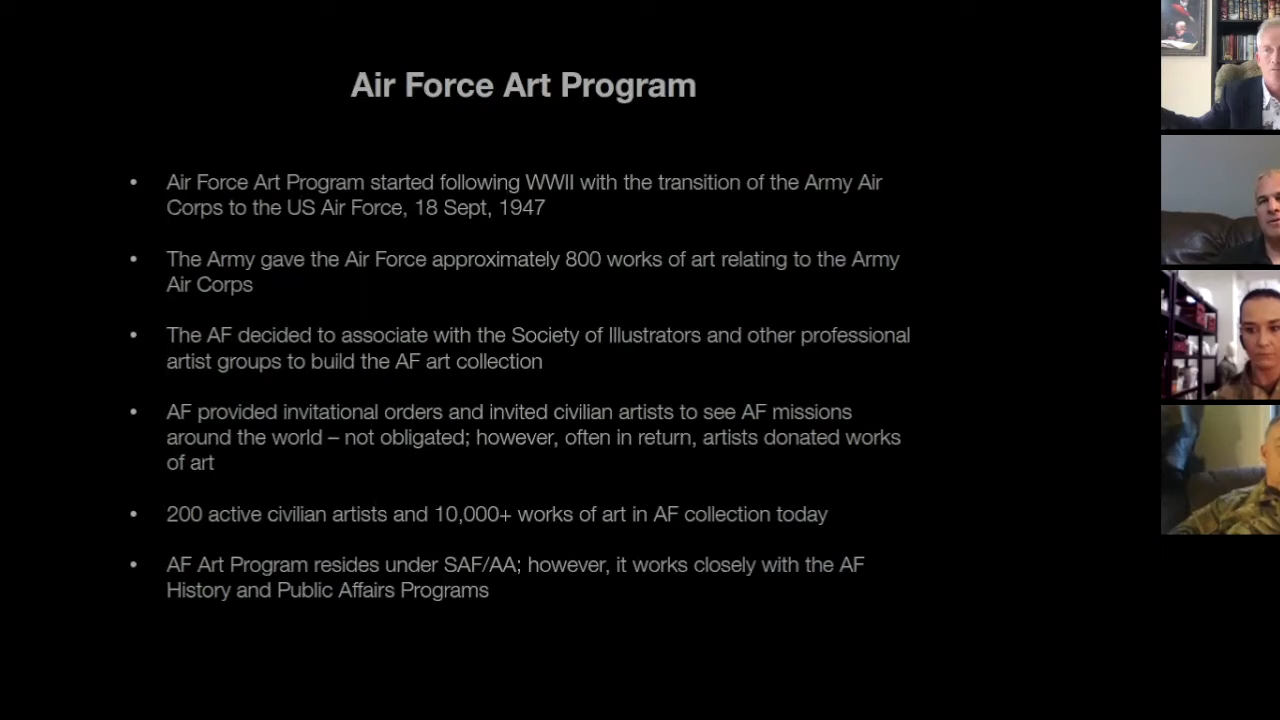 Air Force Art Program
• Air Force Art Program started following WWII with the transition of the Army Air
Corps to the US Air Force, 18 Sept, 1947
• The Army gave the Air Force approximately 800 works of art relating to the Army
Air Corps
• The AF decided to associate with the Society of Illustrators and other professional
artist groups to build the AF art collection
• AF provided invitational orders and invited civilian artists to see AF missions
around the world – not obligated; however, often in return, artists donated works
of art
• 200 active civilian artists and 10,000+ works of art in AF collection today
• AF Art Program resides under SAF/AA; however, it works closely with the AF
History and Public Affairs Programs